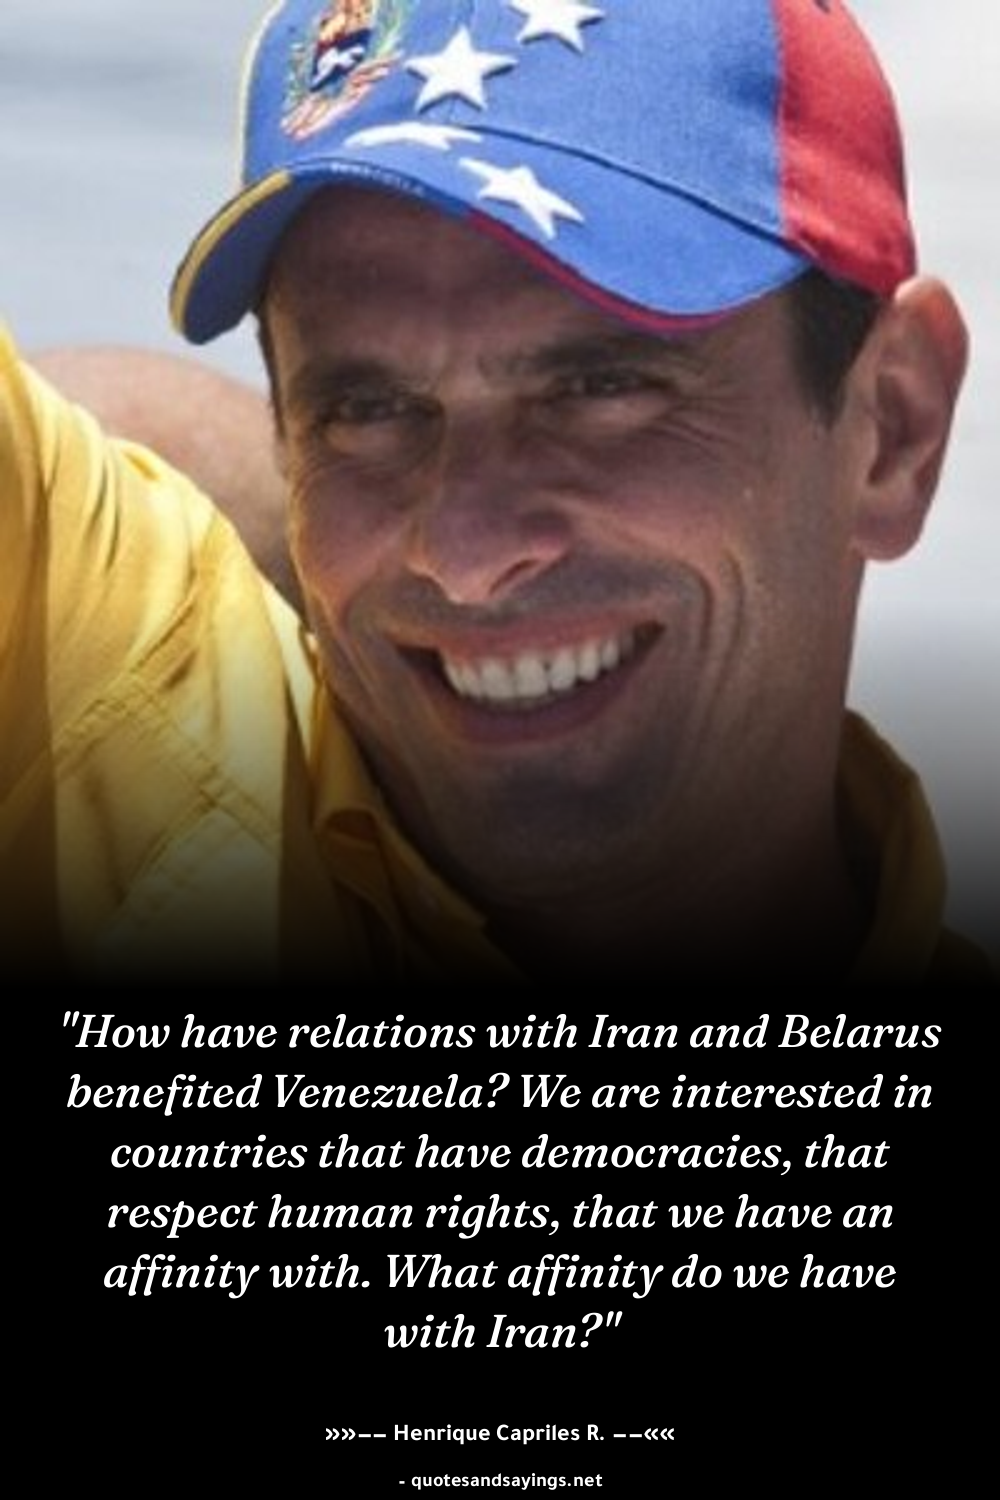 "How have relations with Iran and Belarus
benefited Venezuela? We are interested in
countries that have democracies, that
respect human rights, that we have an
affinity with. What affinity do we have
with Iran?"
»»−− Henrique Capriles R. −−««
- quotesandsayings.net